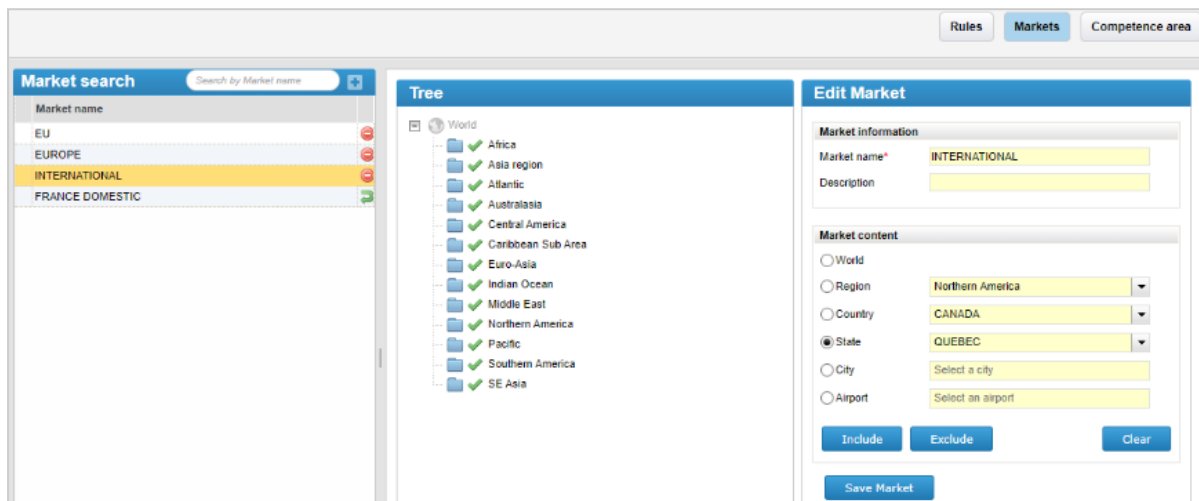 Rules Markets Competence area
Market search Search by Market name
Market name
EU
EUROPE
INTERNATIONAL
FRANCE DOMESTIC
Tree
World
Africa
Asia region
Atlantic
Australasia
Central America
Caribbean Sub Area
Euro-Asia
Indian Ocean
Middle East
Northern America
Pacific
Southern America
SE Asia
Edit Market
Market information
Market name* INTERNATIONAL
Description
Market content
World
Region Northern America
Country CANADA
State QUEBEC
City Select a city
Airport Select an airport
Include Exclude Clear
Save Market